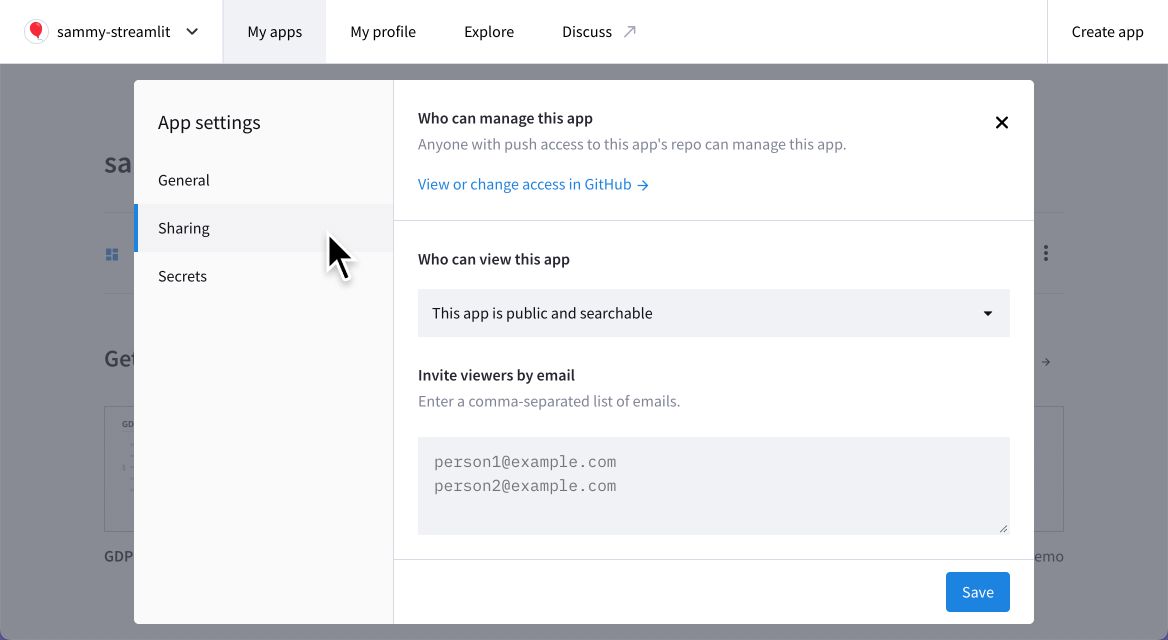 sammy-streamlit
My apps
My profile
Explore
Discuss
Create app
sa
App settings
General
Sharing
Secrets
Who can manage this app
Anyone with push access to this app's repo can manage this app.
View or change access in GitHub →
Who can view this app
This app is public and searchable
Invite viewers by email
Enter a comma-separated list of emails.
person1@example.com
person2@example.com
Save
Get
GD
GDP
emo